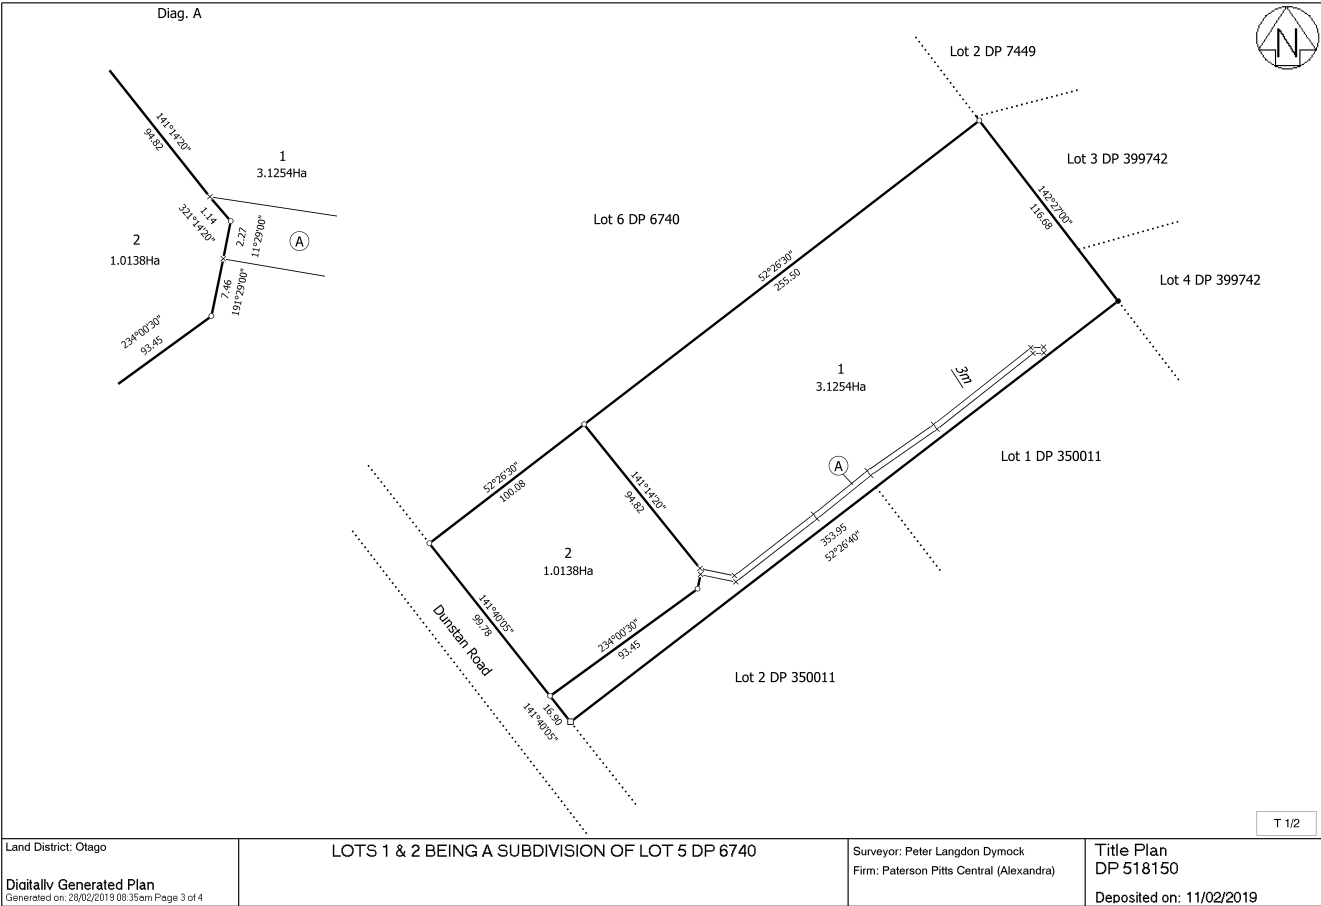 Diag. A
N
Lot 2 DP 7449
141°14'20"
94.82
1
3.1254Ha
Lot 3 DP 399742
142°27'00"
116.68
1.14
321°14'20"
2.27
11°29'00"
A
Lot 6 DP 6740
2
1.0138Ha
7.46
191°29'00"
52°26'30"
255.50
Lot 4 DP 399742
234°00'30"
93.45
1
3.1254Ha
3m
Lot 1 DP 350011
A
52°26'30"
100.08
141°14'20"
94.82
353.95
52°26'40"
2
1.0138Ha
141°40'05"
99.78
Dunstan Road
234°00'30"
93.45
Lot 2 DP 350011
16.90
141°40'05"
T 1/2
Land District: Otago
Digitally Generated Plan
Generated on: 28/02/2019 08:35am Page 3 of 4
LOTS 1 & 2 BEING A SUBDIVISION OF LOT 5 DP 6740
Surveyor: Peter Langdon Dymock
Firm: Paterson Pitts Central (Alexandra)
Title Plan
DP 518150
Deposited on: 11/02/2019